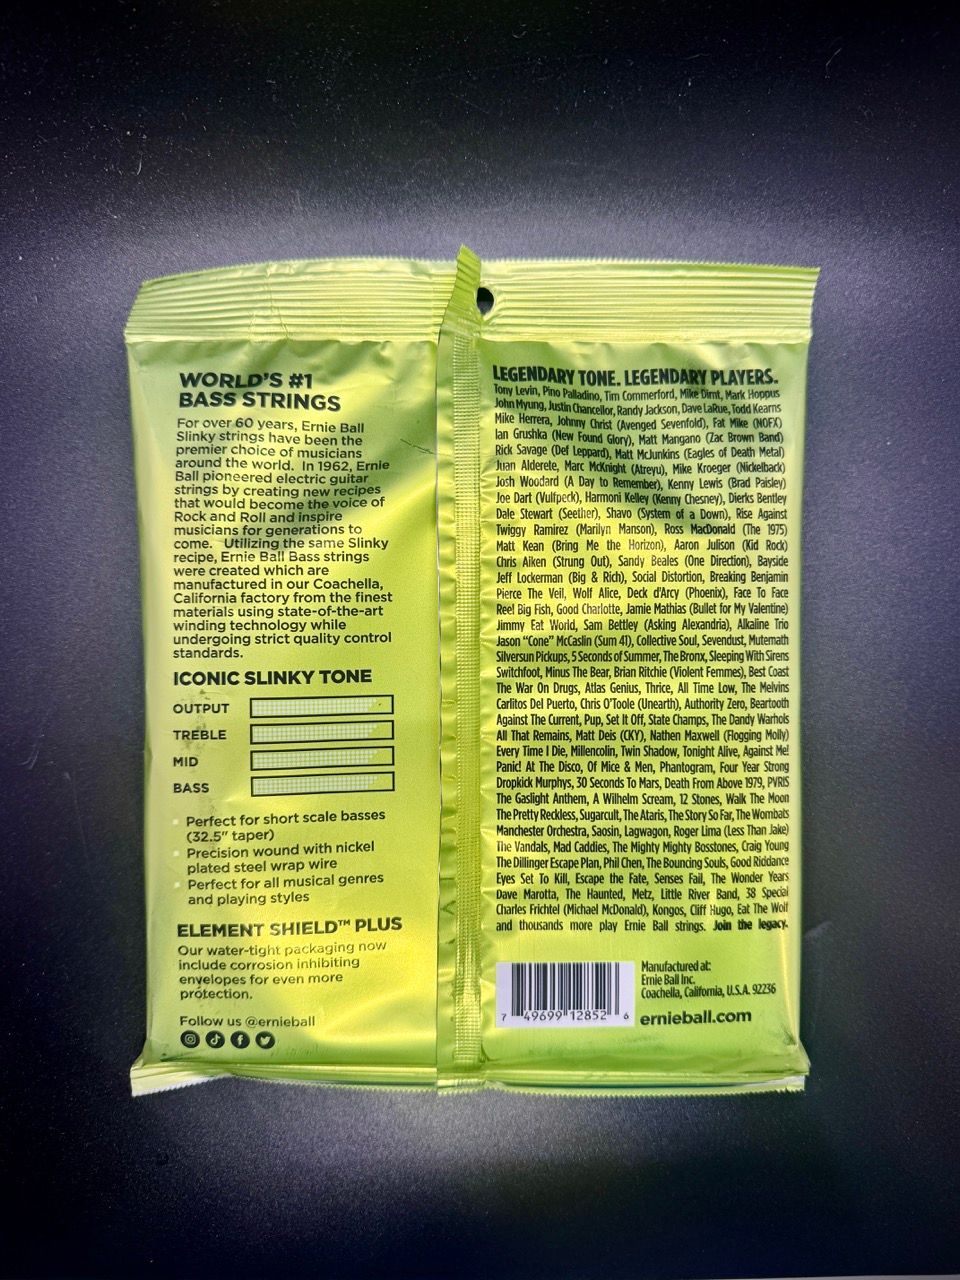 WORLD'S #1
BASS STRINGS
For over 60 years, Ernie Ball
Slinky strings have been the
premier choice of musicians
around the world. In 1962, Ernie
Ball pioneered electric guitar
strings by creating new recipes
that would become the voice of
Rock and Roll and inspire
musicians for generations to
come. Utilizing the same Slinky
recipe, Ernie Ball Bass strings
were created which are
manufactured in our Coachella,
California factory from the finest
materials using state-of-the-art
winding technology while
undergoing strict quality control
standards.
ICONIC SLINKY TONE
OUTPUT
TREBLE
MID
BASS
Perfect for short scale basses
(32.5" taper)
Precision wound with nickel
plated steel wrap wire
Perfect for all musical genres
and playing styles
ELEMENT SHIELD™ PLUS
Our water-tight packaging now
include corrosion inhibiting
envelopes for even more
protection.
Follow us @ernieball
LEGENDARY TONE. LEGENDARY PLAYERS.
Tony Levin, Pino Palladino, Tim Commerford, Mike Dirnt, Mark Hoppus
John Myung, Justin Chancellor, Randy Jackson, Dave LaRue, Todd Kearns
Mike Herrera, Johnny Christ (Avenged Sevenfold), Fat Mike (NOFX)
Ian Grushka (New Found Glory), Matt Mangano (Zac Brown Band)
Rick Savage (Def Leppard), Matt McJunkins (Eagles of Death Metal)
Juan Alderete, Marc McKnight (Atreyu), Mike Kroeger (Nickelback)
Josh Woodard (A Day to Remember), Kenny Lewis (Brad Paisley)
Joe Dart (Vulfpeck), Harmoni Kelley (Kenny Chesney), Dierks Bentley
Dale Stewart (Seether), Shavo (System of a Down), Rise Against
Twiggy Ramirez (Marilyn Manson), Ross MacDonald (The 1975)
Matt Kean (Bring Me the Horizon), Aaron Julison (Kid Rock)
Chris Aiken (Strung Out), Sandy Beales (One Direction), Bayside
Jeff Lockerman (Big & Rich), Social Distortion, Breaking Benjamin
Pierce The Veil, Wolf Alice, Deck d'Arcy (Phoenix), Face To Face
Reel Big Fish, Good Charlotte, Jamie Mathias (Bullet for My Valentine)
Jimmy Eat World, Sam Bettley (Asking Alexandria), Alkaline Trio
Jason "Cone" McCaslin (Sum 41), Collective Soul, Sevendust, Mutemath
Silversun Pickups, 5 Seconds of Summer, The Bronx, Sleeping With Sirens
Switchfoot, Minus The Bear, Brian Ritchie (Violent Femmes), Best Coast
The War On Drugs, Atlas Genius, Thrice, All Time Low, The Melvins
Carlitos Del Puerto, Chris O'Toole (Unearth), Authority Zero, Beartooth
Against The Current, Pup, Set It Off, State Champs, The Dandy Warhols
All That Remains, Matt Deis (CKY), Nathen Maxwell (Flogging Molly)
Every Time I Die, Millencolin, Twin Shadow, Tonight Alive, Against Me!
Panic! At The Disco, Of Mice & Men, Phantogram, Four Year Strong
Dropkick Murphys, 30 Seconds To Mars, Death From Above 1979, PVRIS
The Gaslight Anthem, A Wilhelm Scream, 12 Stones, Walk The Moon
The Pretty Reckless, Sugarcult, The Ataris, The Story So Far, The Wombats
Manchester Orchestra, Saosin, Lagwagon, Roger Lima (Less Than Jake)
The Vandals, Mad Caddies, The Mighty Mighty Bosstones, Craig Young
The Dillinger Escape Plan, Phil Chen, The Bouncing Souls, Good Riddance
Eyes Set To Kill, Escape the Fate, Senses Fail, The Wonder Years
Dave Marotta, The Haunted, Metz, Little River Band, 38 Special
Charles Frichtel (Michael McDonald), Kongos, Cliff Hugo, Eat The Wolf
and thousands more play Ernie Ball strings. Join the legacy.
7 49699 12852 6
Manufactured at:
Ernie Ball Inc.
Coachella, California, U.S.A. 92236
ernieball.com